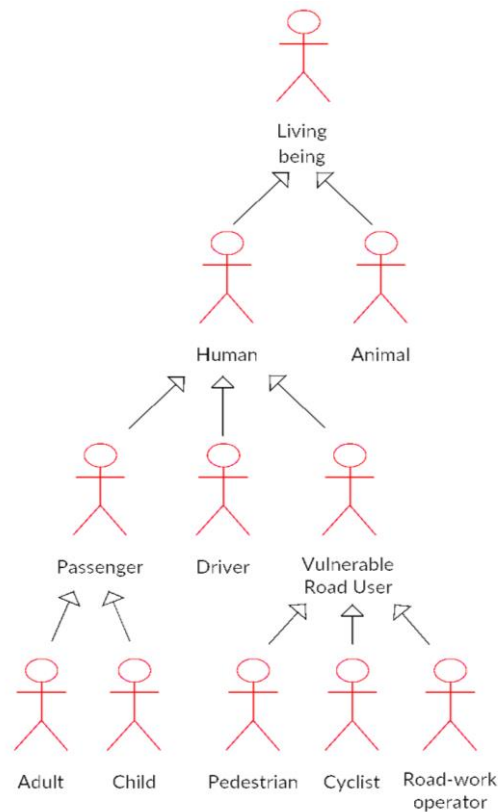 Living
being
Human
Animal
Passenger
Driver
Vulnerable
Road User
Adult
Child
Pedestrian
Cyclist
Road-work
operator